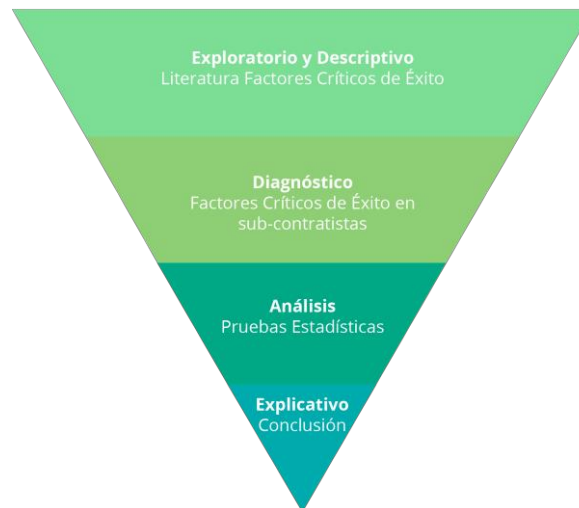 Exploratorio y Descriptivo
Literatura Factores Críticos de Éxito
Diagnóstico
Factores Críticos de Éxito en
sub-contratistas
Análisis
Pruebas Estadísticas
Explicativo
Conclusión